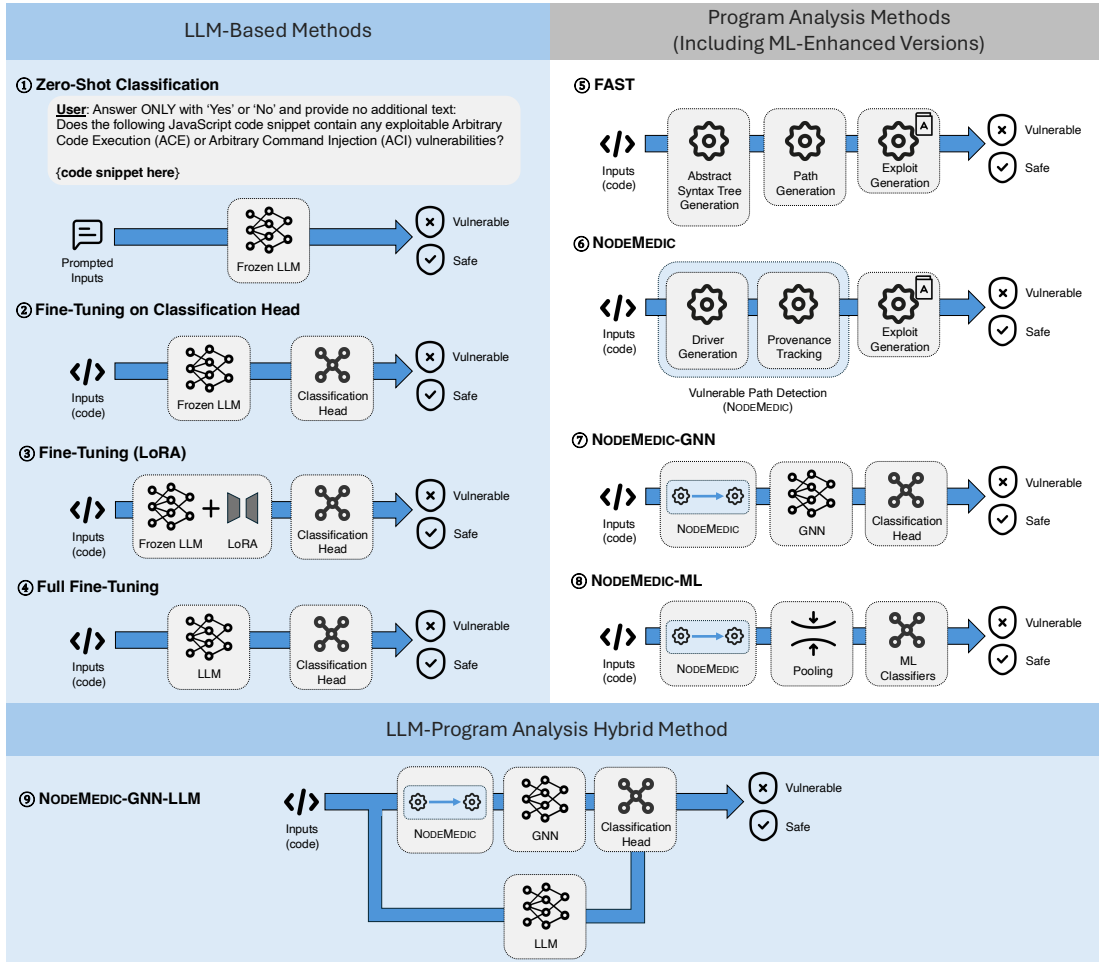 LLM-Based Methods
① Zero-Shot Classification
User: Answer ONLY with ‘Yes’ or ‘No’ and provide no additional text:
Does the following JavaScript code snippet contain any exploitable Arbitrary
Code Execution (ACE) or Arbitrary Command Injection (ACI) vulnerabilities?
{code snippet here}
Prompted
Inputs
Frozen LLM
Vulnerable
Safe
② Fine-Tuning on Classification Head
Inputs
(code)
Frozen LLM
Classification
Head
Vulnerable
Safe
③ Fine-Tuning (LoRA)
Inputs
(code)
Frozen LLM
+
LoRA
Classification
Head
Vulnerable
Safe
④ Full Fine-Tuning
Inputs
(code)
LLM
Classification
Head
Vulnerable
Safe
Program Analysis Methods
(Including ML-Enhanced Versions)
⑤ FAST
Inputs
(code)
Abstract
Syntax Tree
Generation
Path
Generation
A
Exploit
Generation
Vulnerable
Safe
⑥ NODEMEDIC
Inputs
(code)
Driver
Generation
Provenance
Tracking
A
Exploit
Generation
Vulnerable
Safe
Vulnerable Path Detection
(NODEMEDIC)
⑦ NODEMEDIC-GNN
Inputs
(code)
NODEMEDIC
GNN
Classification
Head
Vulnerable
Safe
⑧ NODEMEDIC-ML
Inputs
(code)
NODEMEDIC
Pooling
ML
Classifiers
Vulnerable
Safe
LLM-Program Analysis Hybrid Method
⑨ NODEMEDIC-GNN-LLM
Inputs
(code)
NODEMEDIC
GNN
Classification
Head
Vulnerable
Safe
LLM